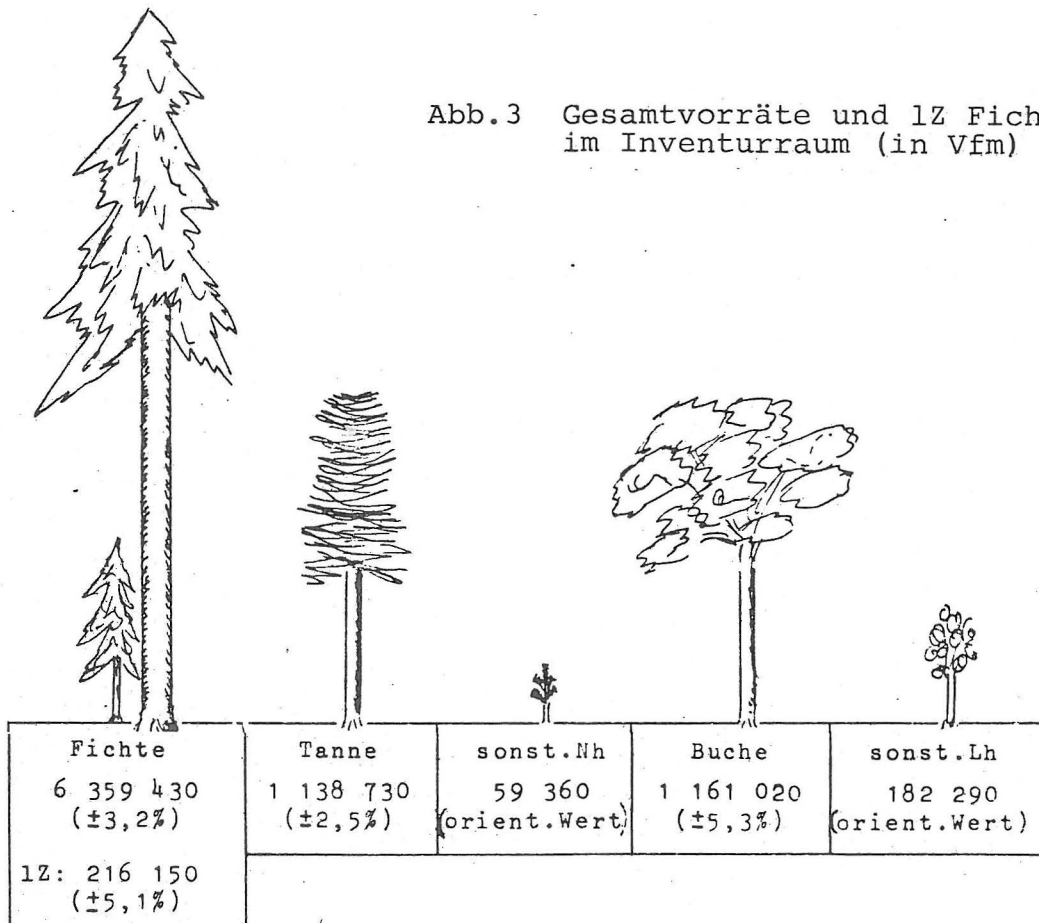 Abb.3 Gesamtvorräte und lZ Fich
im Inventurraum (in Vfm)
Fichte
6 359 430
(±3,2%)
lZ: 216 150
(±5,1%)
Tanne
1 138 730
(±2,5%)
sonst.Nh
59 360
(orient.Wert)
Buche
1 161 020
(±5,3%)
sonst.Lh
182 290
(orient.Wert)